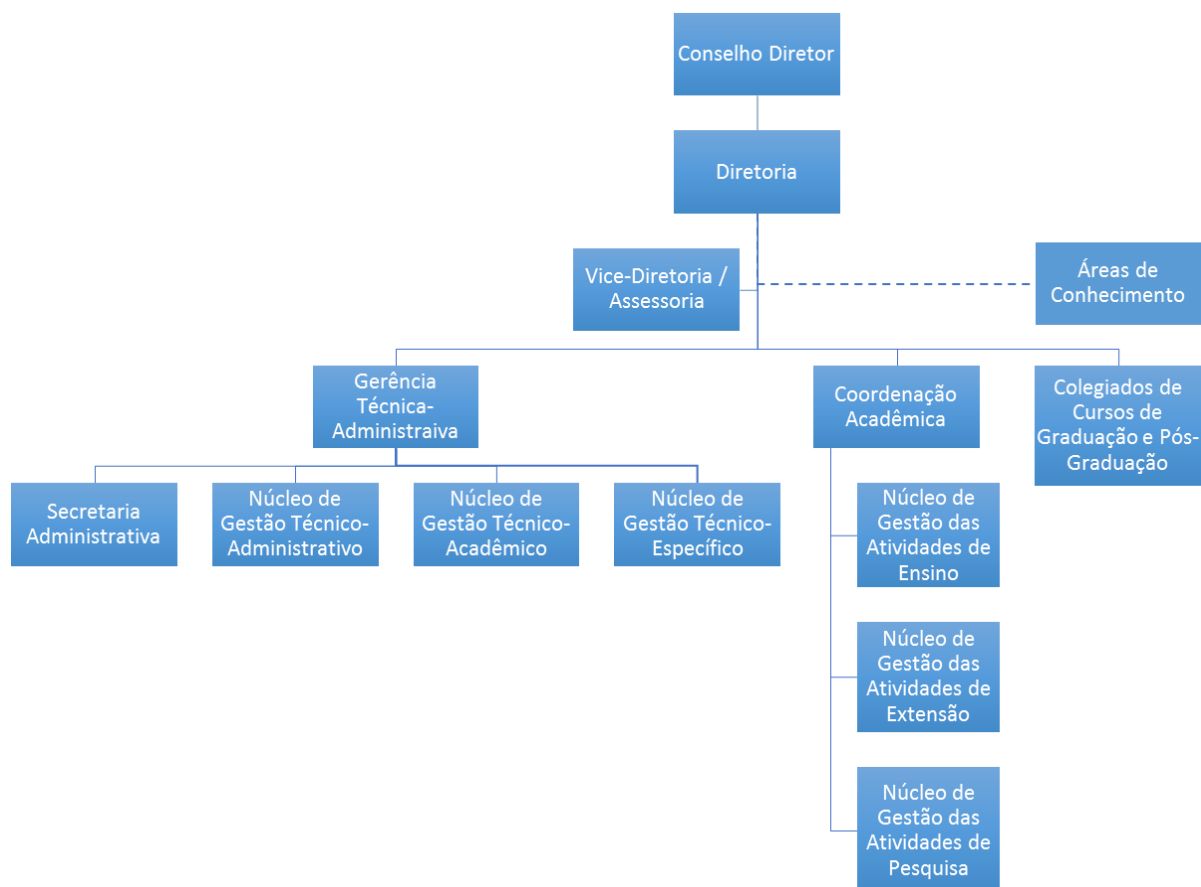 Conselho Diretor
Diretoria
Vice-Diretoria /
Assessoria
Áreas de
Conhecimento
Gerência
Técnica-
Administraiva
Coordenação
Acadêmica
Colegiados de
Cursos de
Graduação e Pós-
Graduação
Secretaria
Administrativa
Núcleo de
Gestão Técnico-
Administrativo
Núcleo de
Gestão Técnico-
Acadêmico
Núcleo de
Gestão Técnico-
Específico
Núcleo de
Gestão das
Atividades de
Ensino
Núcleo de
Gestão das
Atividades de
Extensão
Núcleo de
Gestão das
Atividades de
Pesquisa